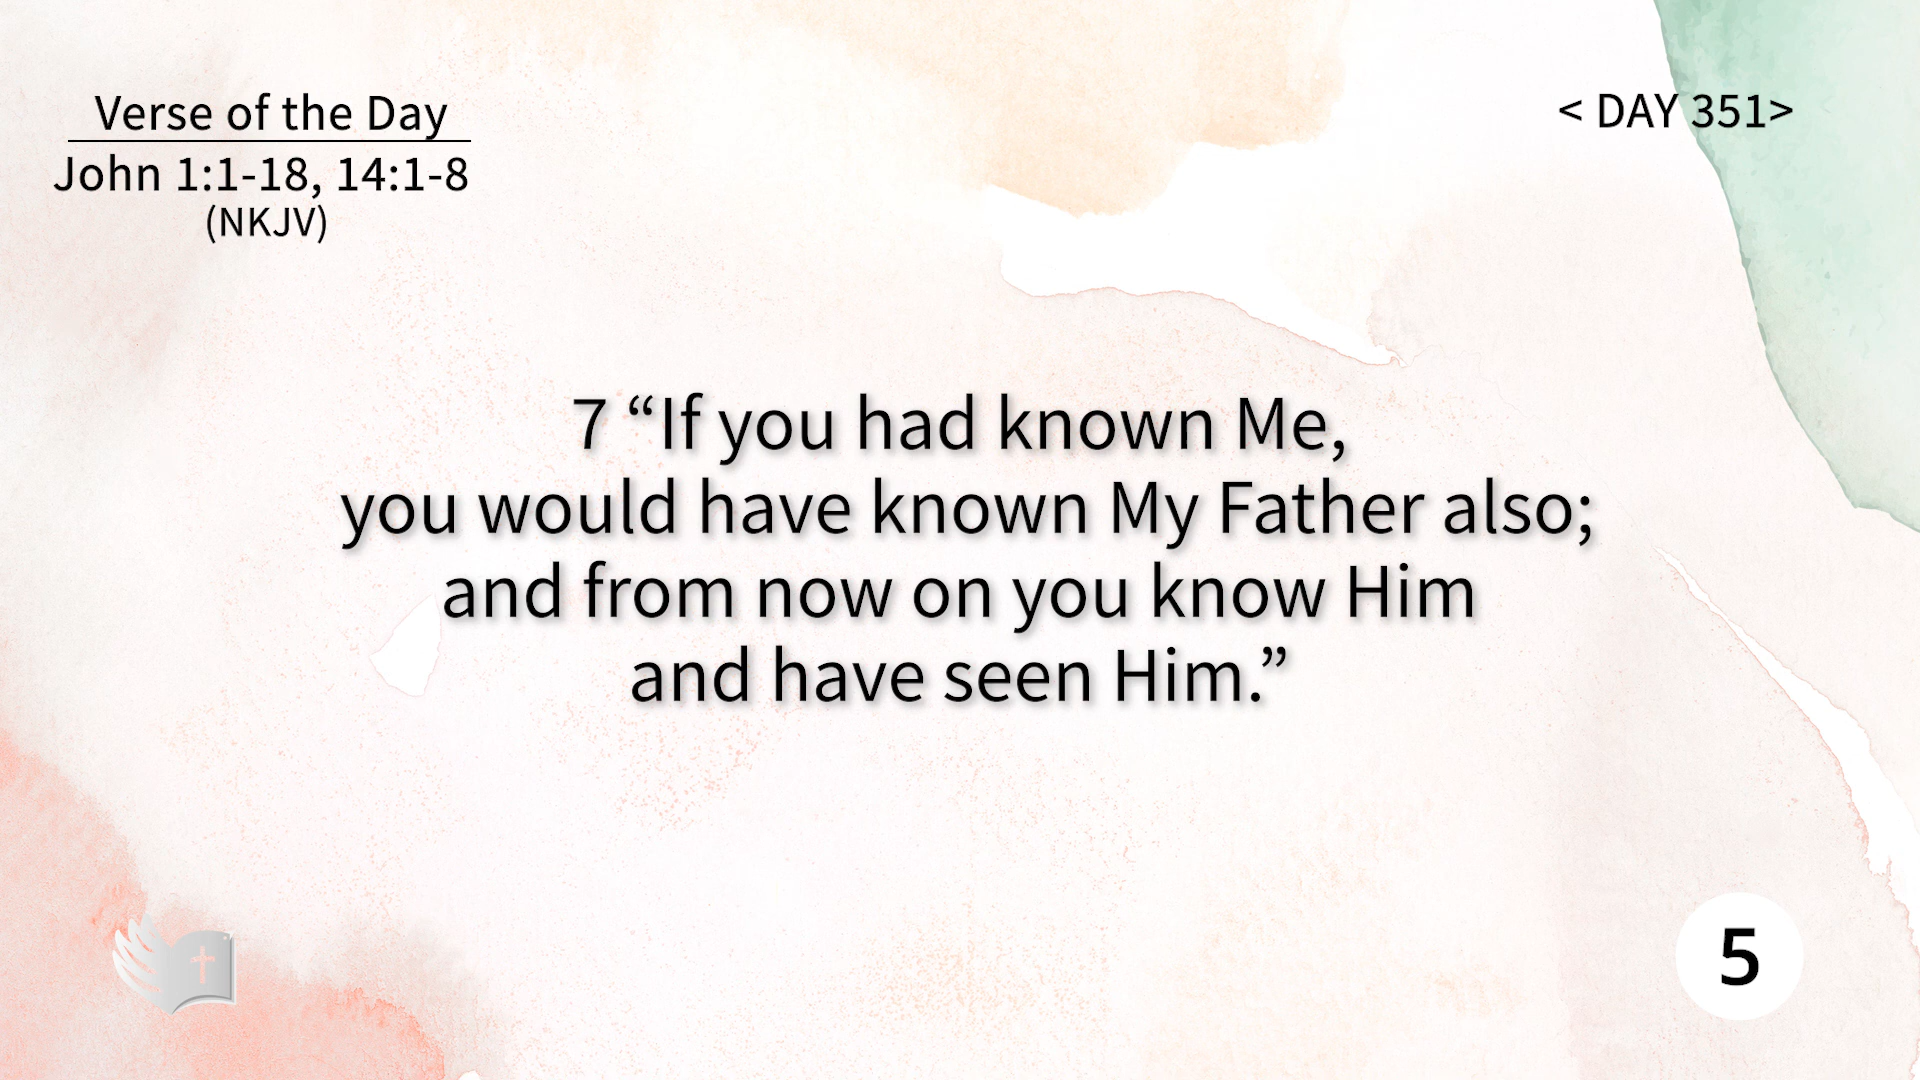 Verse of the Day
John 1:1-18, 14:1-8
(NKJV)
< DAY 351>
7 “If you had known Me,
you would have known My Father also;
and from now on you know Him
and have seen Him.”
5